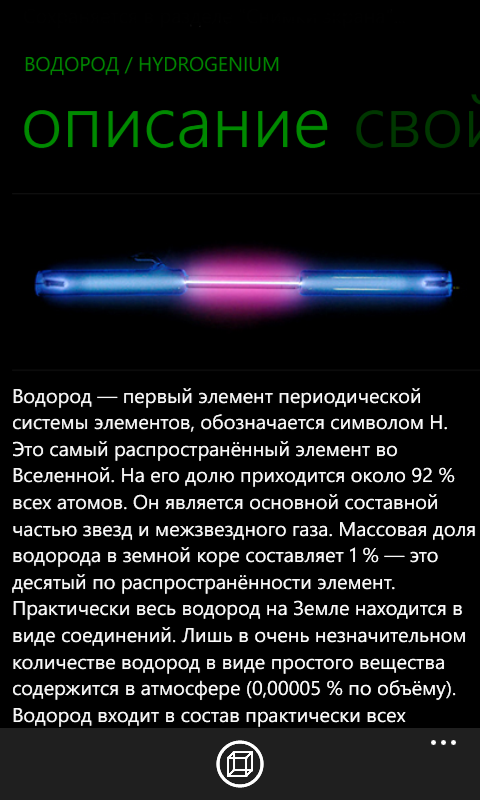 ВОДОРОД / HYDROGENIUM
описание свой
Водород — первый элемент периодической
системы элементов, обозначается символом H.
Это самый распространённый элемент во
Вселенной. На его долю приходится около 92 %
всех атомов. Он является основной составной
частью звезд и межзвездного газа. Массовая доля
водорода в земной коре составляет 1 % — это
десятый по распространённости элемент.
Практически весь водород на Земле находится в
виде соединений. Лишь в очень незначительном
количестве водород в виде простого вещества
содержится в атмосфере (0,00005 % по объёму).
Водород входит в состав практически всех